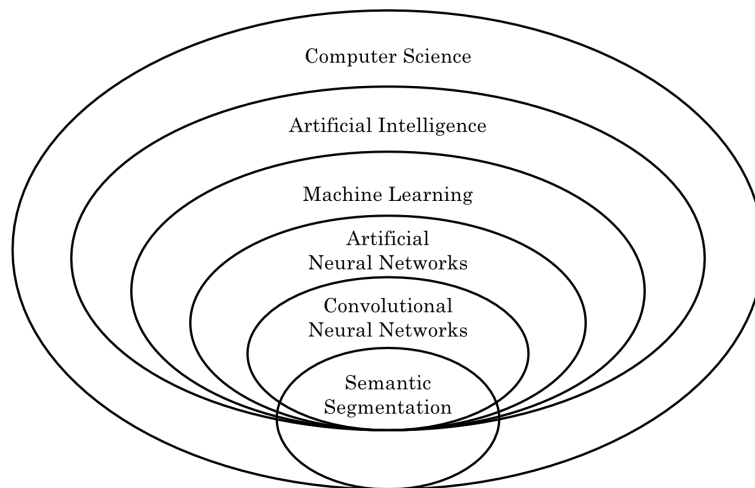 Computer Science
Artificial Intelligence
Machine Learning
Artificial
Neural Networks
Convolutional
Neural Networks
Semantic
Segmentation